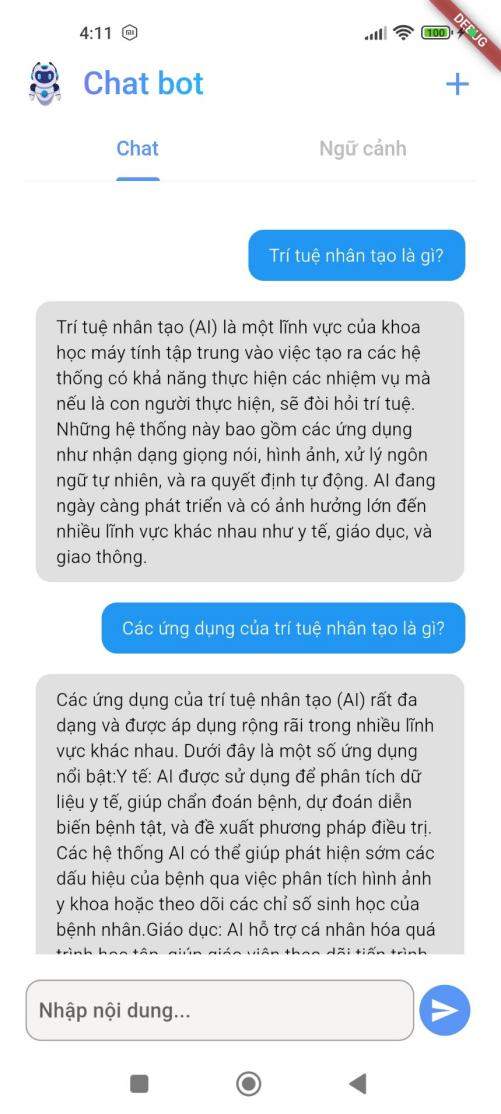 4:11
100
DEBUG
Chat bot
Chat
Ngữ cảnh
Trí tuệ nhân tạo là gì?
Trí tuệ nhân tạo (AI) là một lĩnh vực của khoa
học máy tính tập trung vào việc tạo ra các hệ
thống có khả năng thực hiện các nhiệm vụ mà
nếu là con người thực hiện, sẽ đòi hỏi trí tuệ.
Những hệ thống này bao gồm các ứng dụng
như nhận dạng giọng nói, hình ảnh, xử lý ngôn
ngữ tự nhiên, và ra quyết định tự động. AI đang
ngày càng phát triển và có ảnh hưởng lớn đến
nhiều lĩnh vực khác nhau như y tế, giáo dục, và
giao thông.
Các ứng dụng của trí tuệ nhân tạo là gì?
Các ứng dụng của trí tuệ nhân tạo (AI) rất đa
dạng và được áp dụng rộng rãi trong nhiều lĩnh
vực khác nhau. Dưới đây là một số ứng dụng
nổi bật:Y tế: AI được sử dụng để phân tích dữ
liệu y tế, giúp chẩn đoán bệnh, dự đoán diễn
biến bệnh tật, và đề xuất phương pháp điều trị.
Các hệ thống AI có thể giúp phát hiện sớm các
dấu hiệu của bệnh qua việc phân tích hình ảnh
y khoa hoặc theo dõi các chỉ số sinh học của
bệnh nhân.Giáo dục: AI hỗ trợ cá nhân hóa quá
trình học tập, giúp giáo viên theo dõi tiến trình
Nhập nội dung...